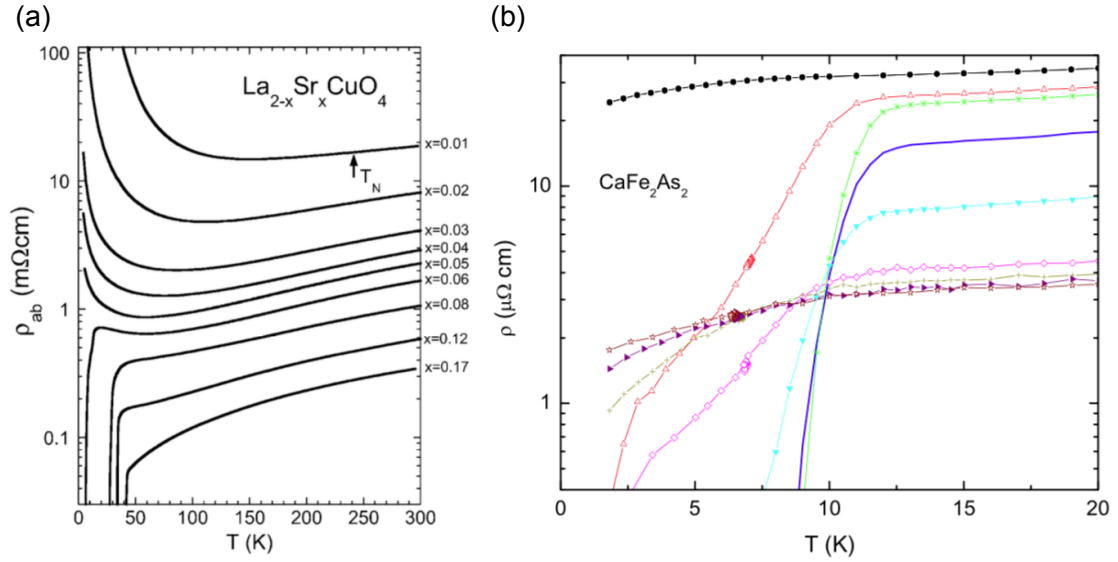 (a)
La2-xSrxCuO4
100
10
1
0.1
ρab (mΩcm)
TN
x=0.01
x=0.02
x=0.03
x=0.04
x=0.05
x=0.06
x=0.08
x=0.12
x=0.17
0 50 100 150 200 250 300
T (K)
(b)
CaFe2As2
10
1
ρ (μΩ cm)
0 5 10 15 20
T (K)